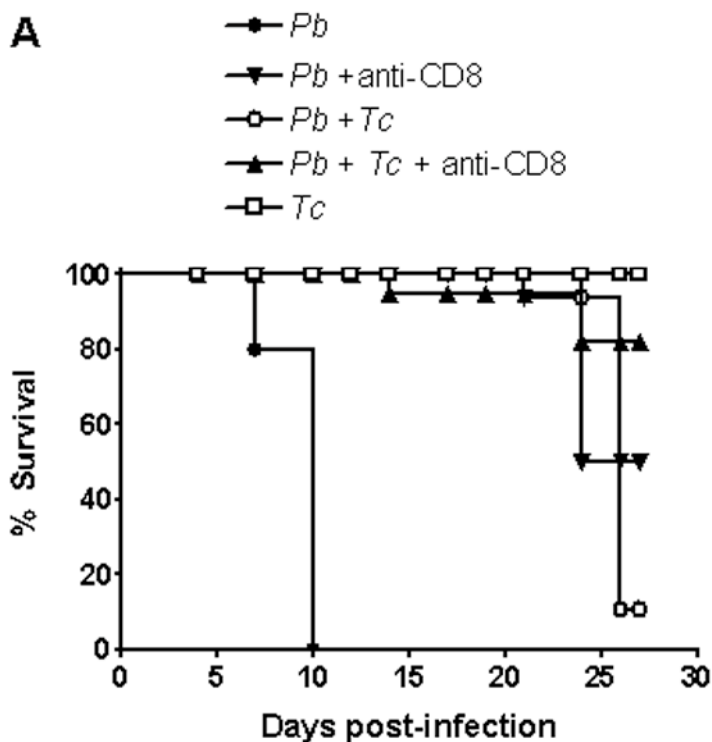 A
Pb
Pb +anti-CD8
Pb + Tc
Pb + Tc + anti-CD8
Tc
100
80
60
40
20
0
% Survival
0 5 10 15 20 25 30
Days post-infection